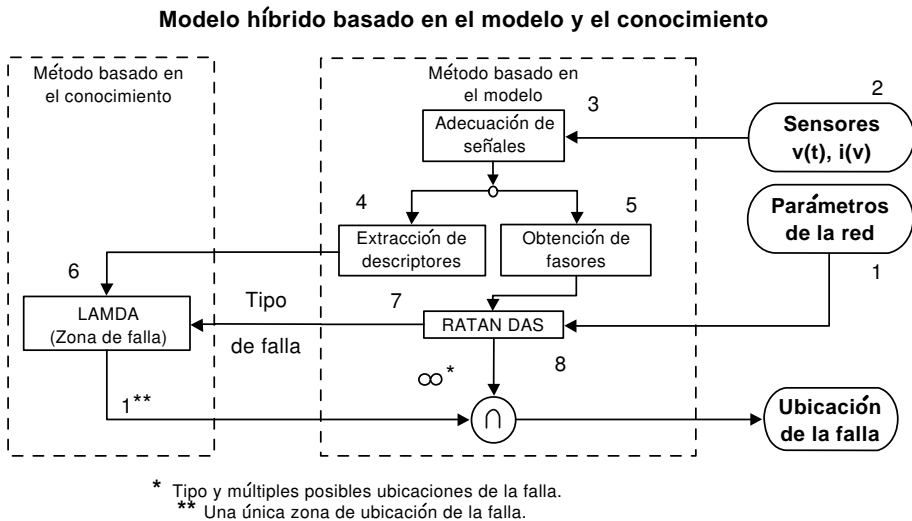 Modelo híbrido basado en el modelo y el conocimiento
Método basado en
el conocimiento
Método basado en
el modelo
3
2
Adecuación de
señales
Sensores
v(t), i(v)
4
5
Parámetros
de la red
Extracción de
descriptores
Obtención de
fasores
6
1
Tipo
7
LAMDA
(Zona de falla)
RATAN DAS
de falla
8
∞*
1**
∩
Ubicación
de la falla
* Tipo y múltiples posibles ubicaciones de la falla.
** Una única zona de ubicación de la falla.